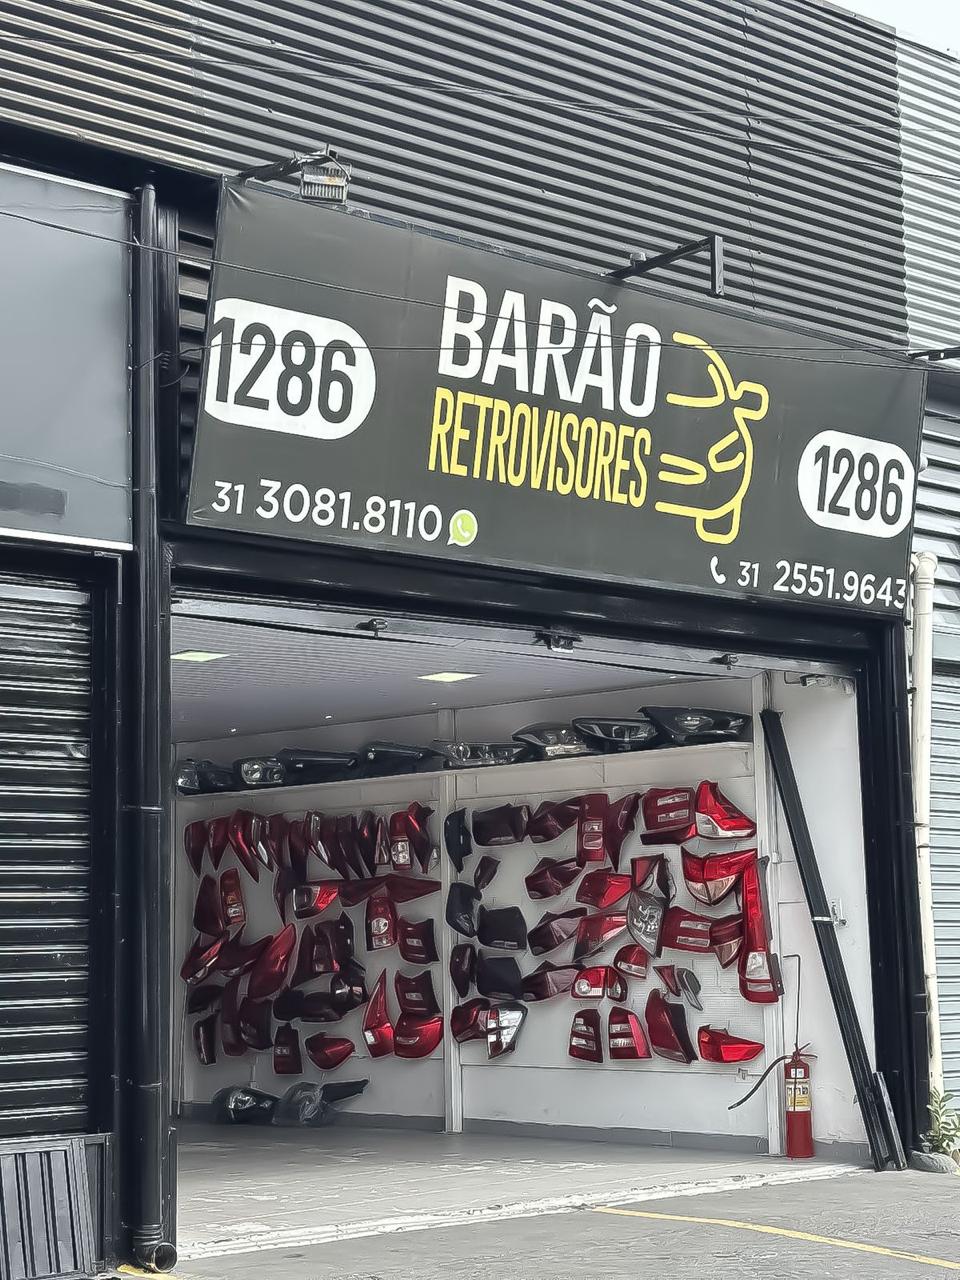 1286
BARÃO
RETROVISORES
1286
31 3081.8110
31 2551.9643